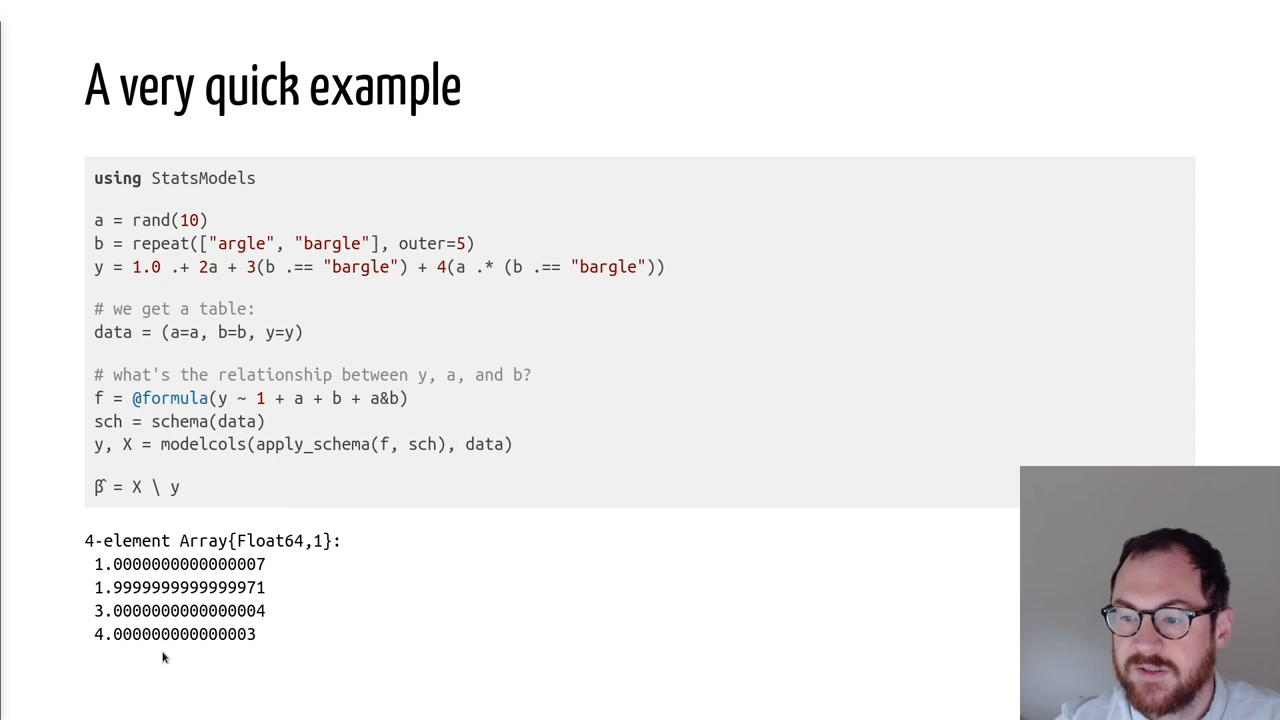 A very quick example
using StatsModels
a = rand(10)
b = repeat(["argle", "bargle"], outer=5)
y = 1.0 .+ 2a + 3(b .== "bargle") + 4(a .* (b .== "bargle"))
# we get a table:
data = (a=a, b=b, y=y)
# what's the relationship between y, a, and b?
f = @formula(y ~ 1 + a + b + a&b)
sch = schema(data)
y, X = modelcols(apply_schema(f, sch), data)
β̂ = X \ y
4-element Array{Float64,1}:
1.0000000000000007
1.9999999999999971
3.0000000000000004
4.000000000000003